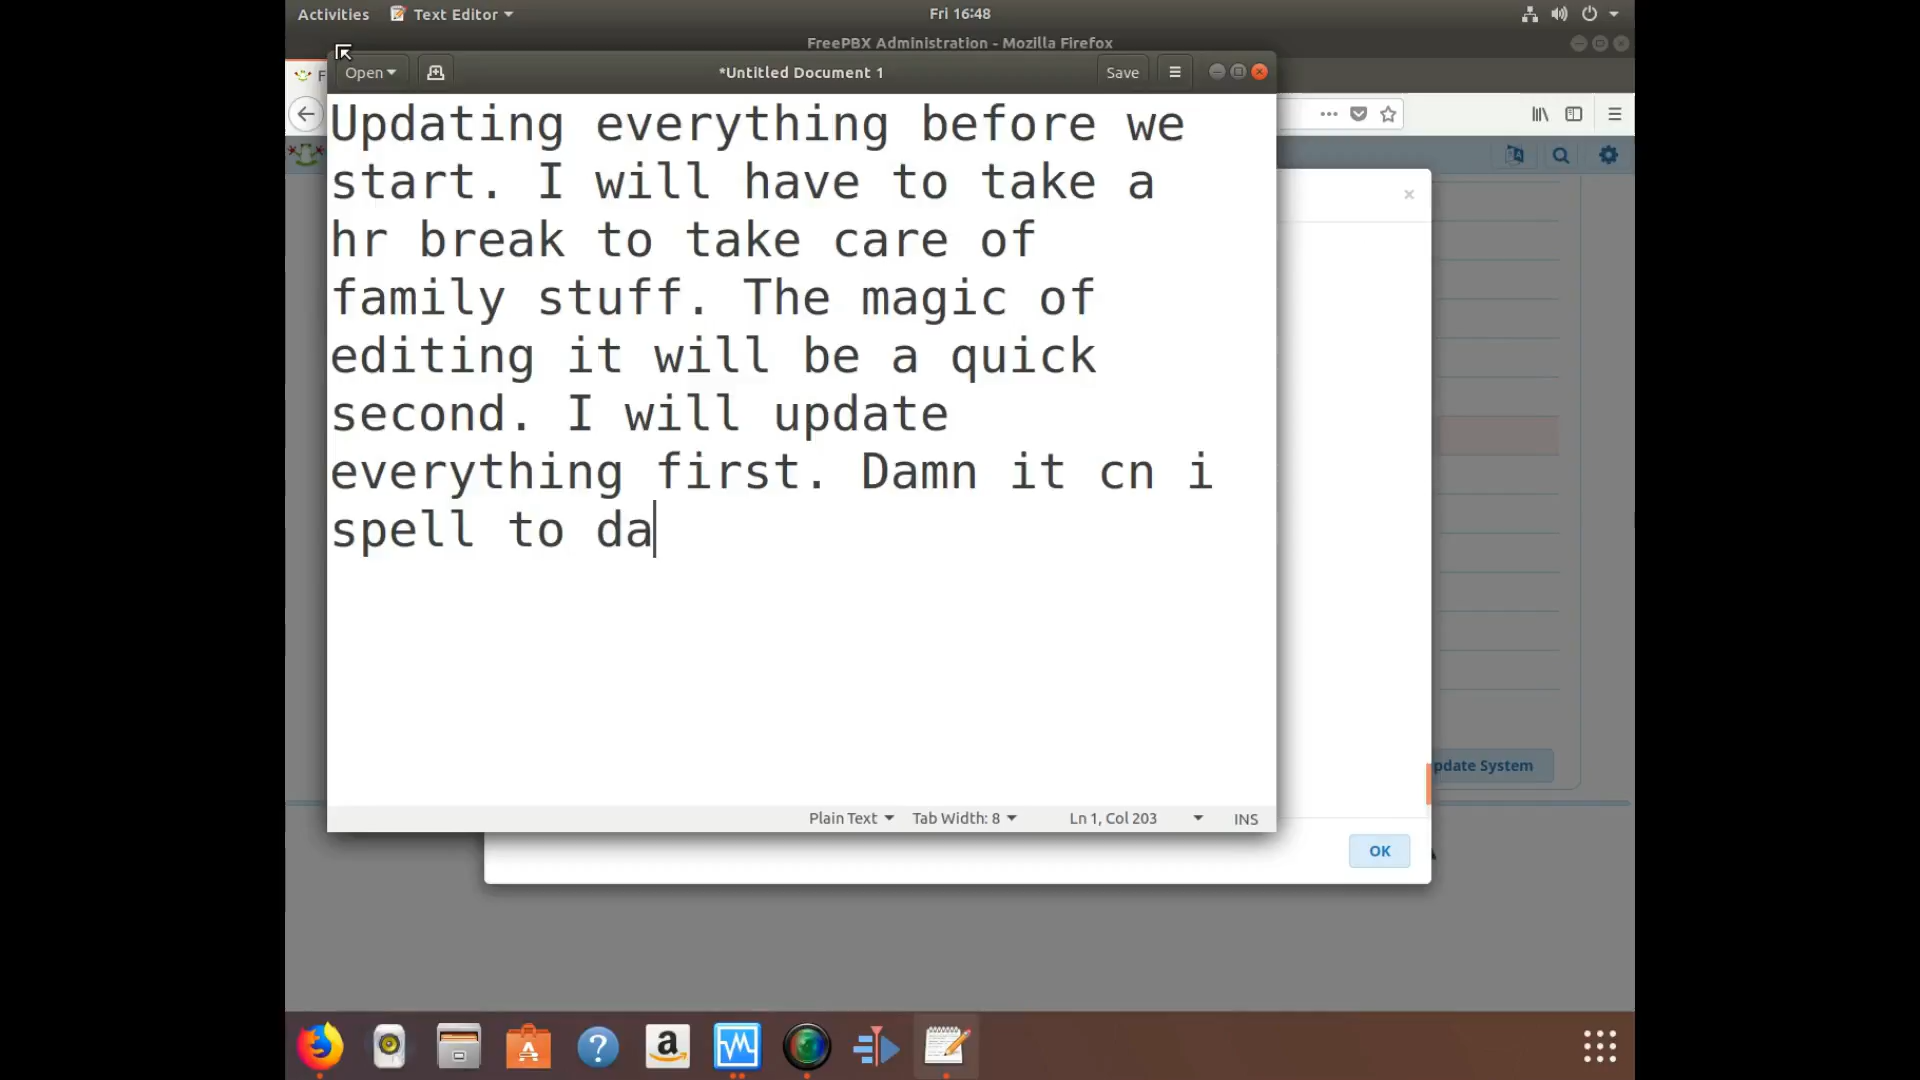 Activities Text Editor Fri 16:48
FreePBX Administration - Mozilla Firefox
F
Open *Untitled Document 1 Save
Updating everything before we
start. I will have to take a
hr break to take care of
family stuff. The magic of
editing it will be a quick
second. I will update
everything first. Damn it cn i
spell to da
pdate System
Plain Text Tab Width: 8 Ln 1, Col 203 INS
OK